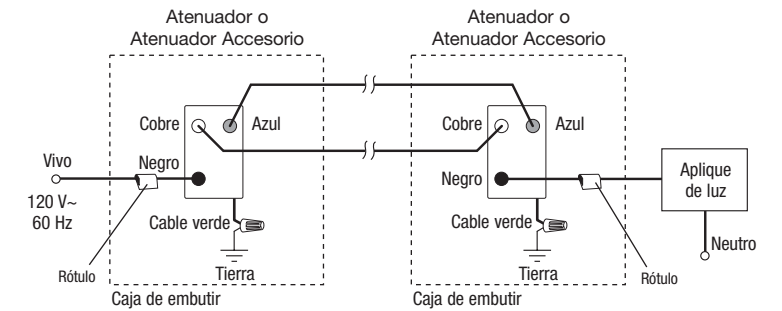 Atenuador o
Atenuador Accesorio
Atenuador o
Atenuador Accesorio
Cobre
Azul
Cobre
Azul
Vivo
Negro
Negro
Aplique
de luz
120 V~
60 Hz
Cable verde
Cable verde
Neutro
Rótulo
Tierra
Tierra
Rótulo
Caja de embutir
Caja de embutir